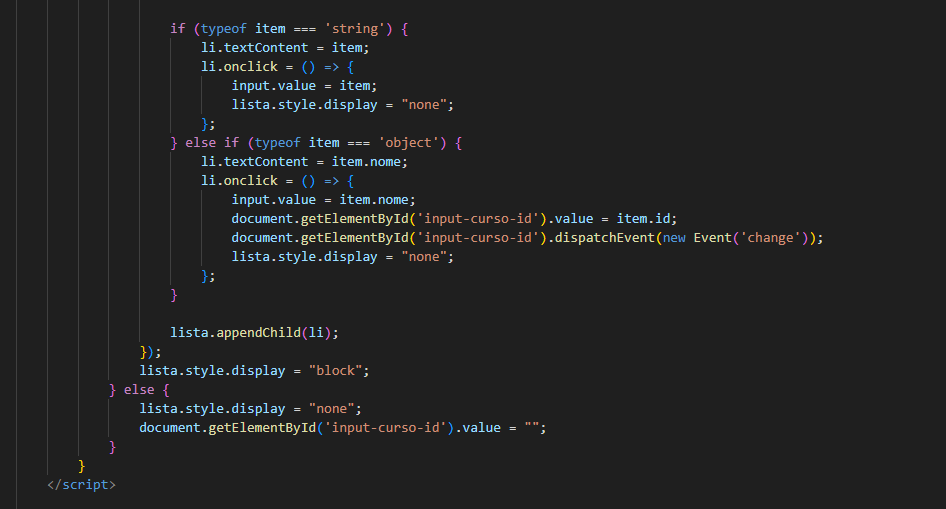 if (typeof item === 'string') {
li.textContent = item;
li.onclick = () => {
input.value = item;
lista.style.display = "none";
};
} else if (typeof item === 'object') {
li.textContent = item.nome;
li.onclick = () => {
input.value = item.nome;
document.getElementById('input-curso-id').value = item.id;
document.getElementById('input-curso-id').dispatchEvent(new Event('change'));
lista.style.display = "none";
};
}
lista.appendChild(li);
});
lista.style.display = "block";
} else {
lista.style.display = "none";
document.getElementById('input-curso-id').value = "";
}
}
</script>